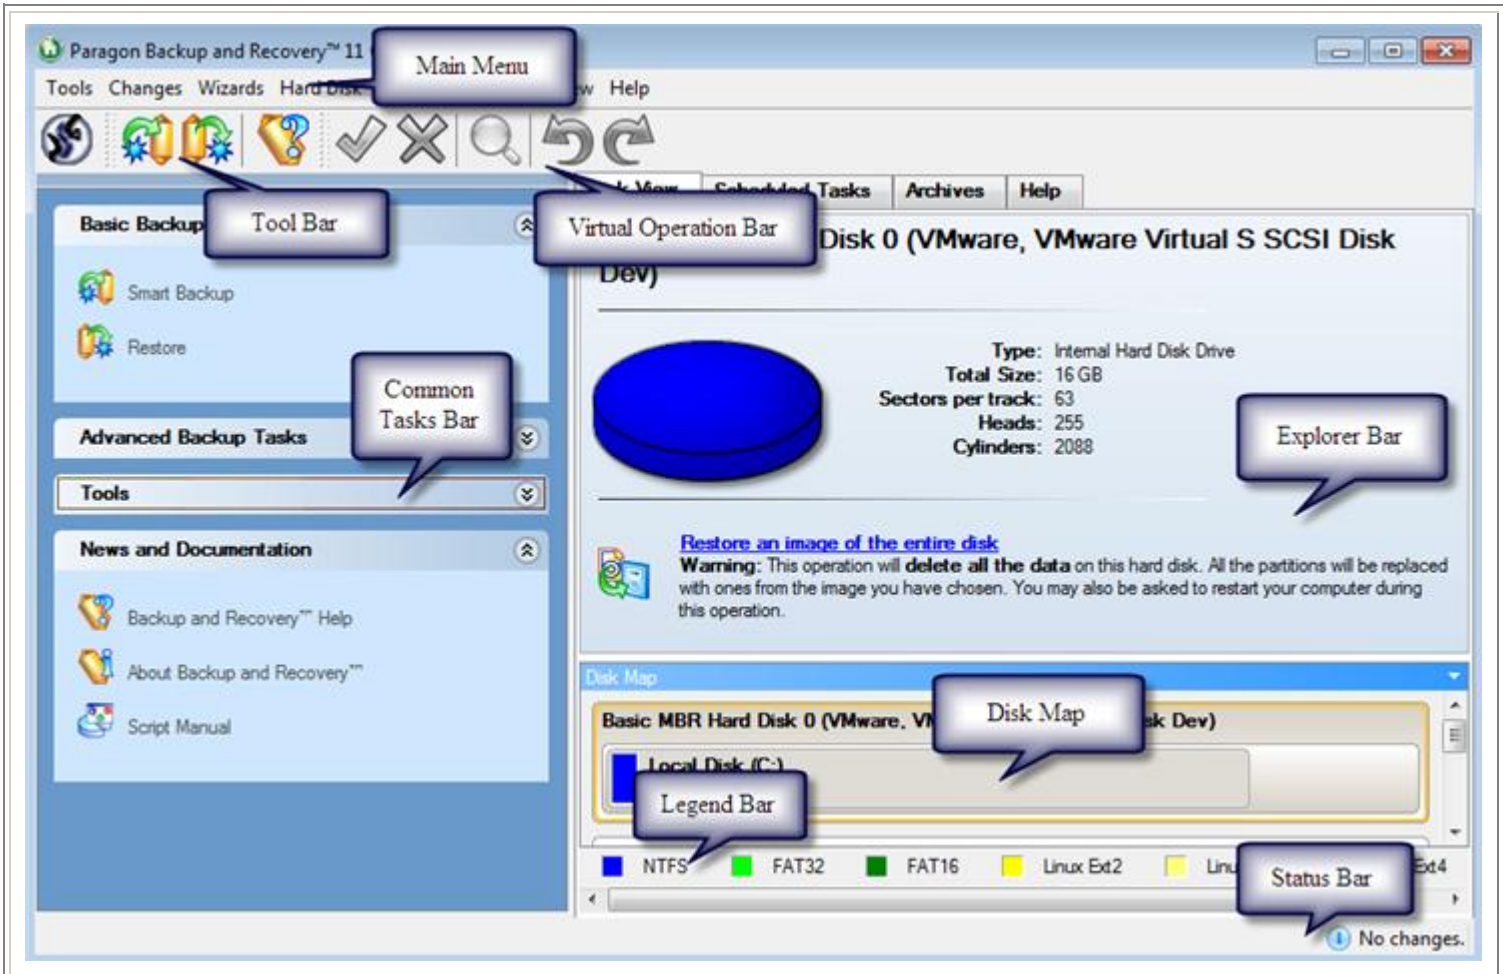 Paragon Backup and Recovery™ 11
Main Menu
Tools Changes Wizards Hard Disk Help
Tool Bar
Virtual Operation Bar
Disk View Scheduled Tasks Archives Help
Basic Backup
Smart Backup
Restore
Common
Tasks Bar
Advanced Backup Tasks
Tools
News and Documentation
Backup and Recovery™ Help
About Backup and Recovery™
Script Manual
Disk 0 (VMware, VMware Virtual S SCSI Disk
Dev)
Type: Internal Hard Disk Drive
Total Size: 16 GB
Sectors per track: 63
Heads: 255
Cylinders: 2088
Explorer Bar
Restore an image of the entire disk
Warning: This operation will delete all the data on this hard disk. All the partitions will be replaced
with ones from the image you have chosen. You may also be asked to restart your computer during
this operation.
Disk Map
Basic MBR Hard Disk 0 (VMware, Dev)
Disk Map
Local Disk (C:)
Legend Bar
NTFS FAT32 FAT16 Linux Ext2 Ext4
Status Bar
No changes.